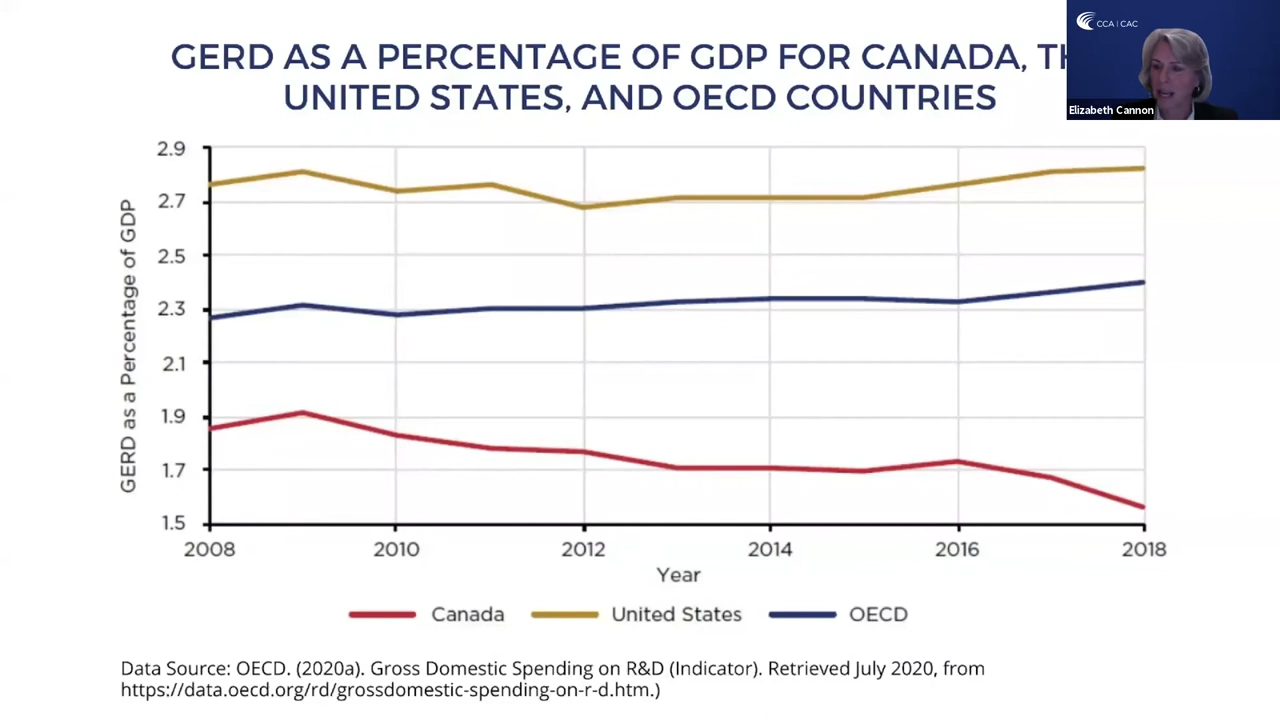 GERD AS A PERCENTAGE OF GDP FOR CANADA,
UNITED STATES, AND OECD COUNTRIES
CCA | CAC
Elizabeth Cannon
GERD as a Percentage of GDP
2.9
2.7
2.5
2.3
2.1
1.9
1.7
1.5
2008 2010 2012 2014 2016 2018
Year
Canada United States OECD
Data Source: OECD. (2020a). Gross Domestic Spending on R&D (Indicator). Retrieved July 2020, from
https://data.oecd.org/rd/grossdomestic-spending-on-r-d.htm.)